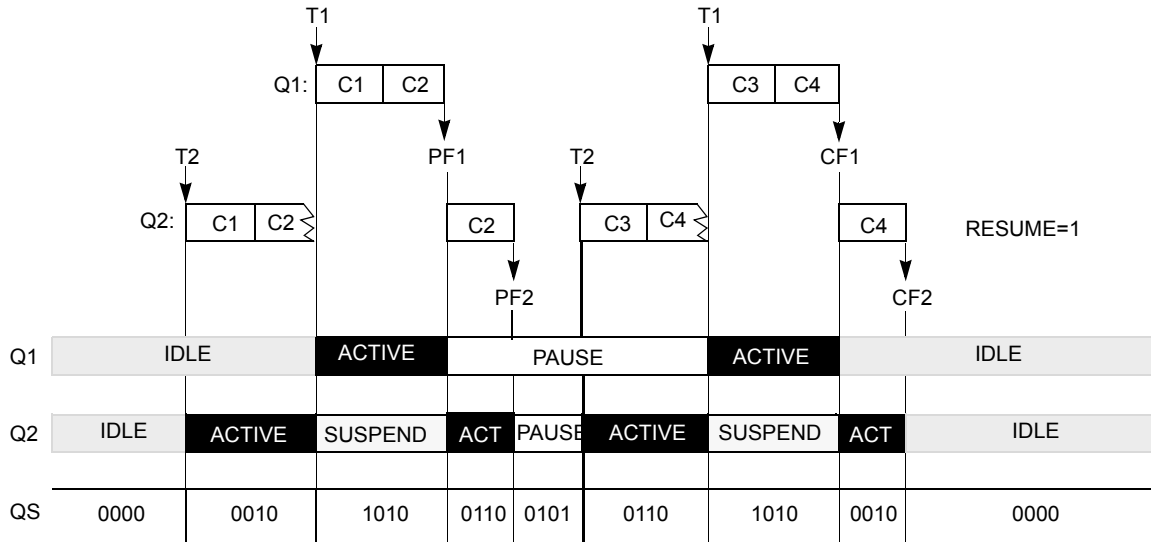 T1 T1
Q1: C1 C2 C3 C4
T2 PF1 T2 CF1
Q2: C1 C2 C2 C3 C4 C4 RESUME=1
PF2 CF2
Q1 IDLE ACTIVE PAUSE ACTIVE IDLE
Q2 IDLE ACTIVE SUSPEND ACT PAUSE ACTIVE SUSPEND ACT IDLE
QS 0000 0010 1010 0110 0101 0110 1010 0010 0000